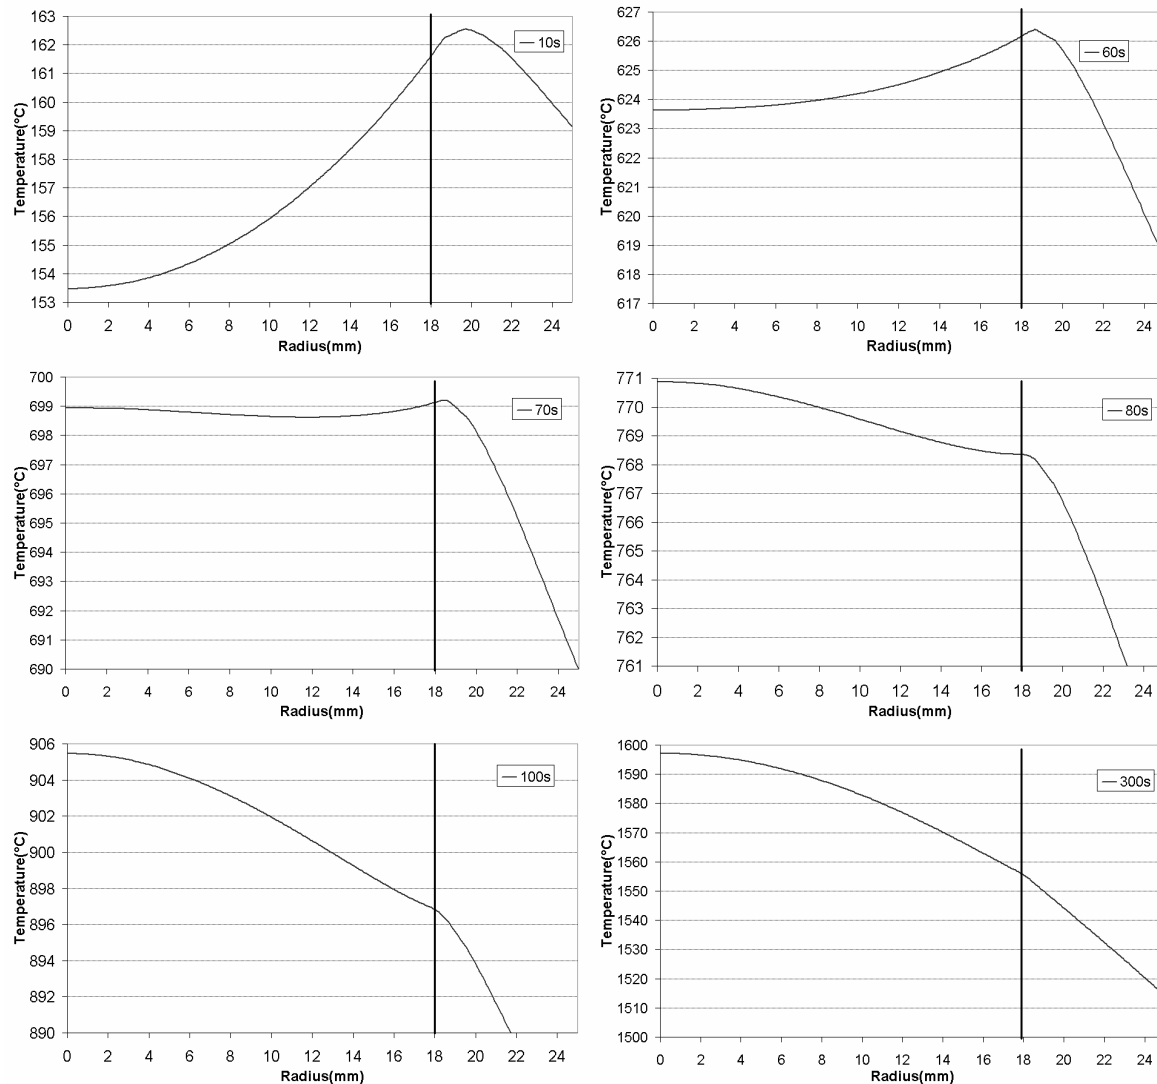 163
162
161
160
159
158
157
156
155
154
153
Temperature(°C)
10s
0 2 4 6 8 10 12 14 16 18 20 22 24
Radius(mm)
627
626
625
624
623
622
621
620
619
618
617
Temperature(°C)
60s
0 2 4 6 8 10 12 14 16 18 20 22 24
Radius(mm)
700
699
698
697
696
695
694
693
692
691
690
Temperature(°C)
70s
0 2 4 6 8 10 12 14 16 18 20 22 24
Radius(mm)
771
770
769
768
767
766
765
764
763
762
761
Temperature(°C)
80s
0 2 4 6 8 10 12 14 16 18 20 22 24
Radius(mm)
906
904
902
900
898
896
894
892
890
Temperature(°C)
100s
0 2 4 6 8 10 12 14 16 18 20 22 24
Radius(mm)
1600
1590
1580
1570
1560
1550
1540
1530
1520
1510
1500
Temperature(°C)
300s
0 2 4 6 8 10 12 14 16 18 20 22 24
Radius(mm)